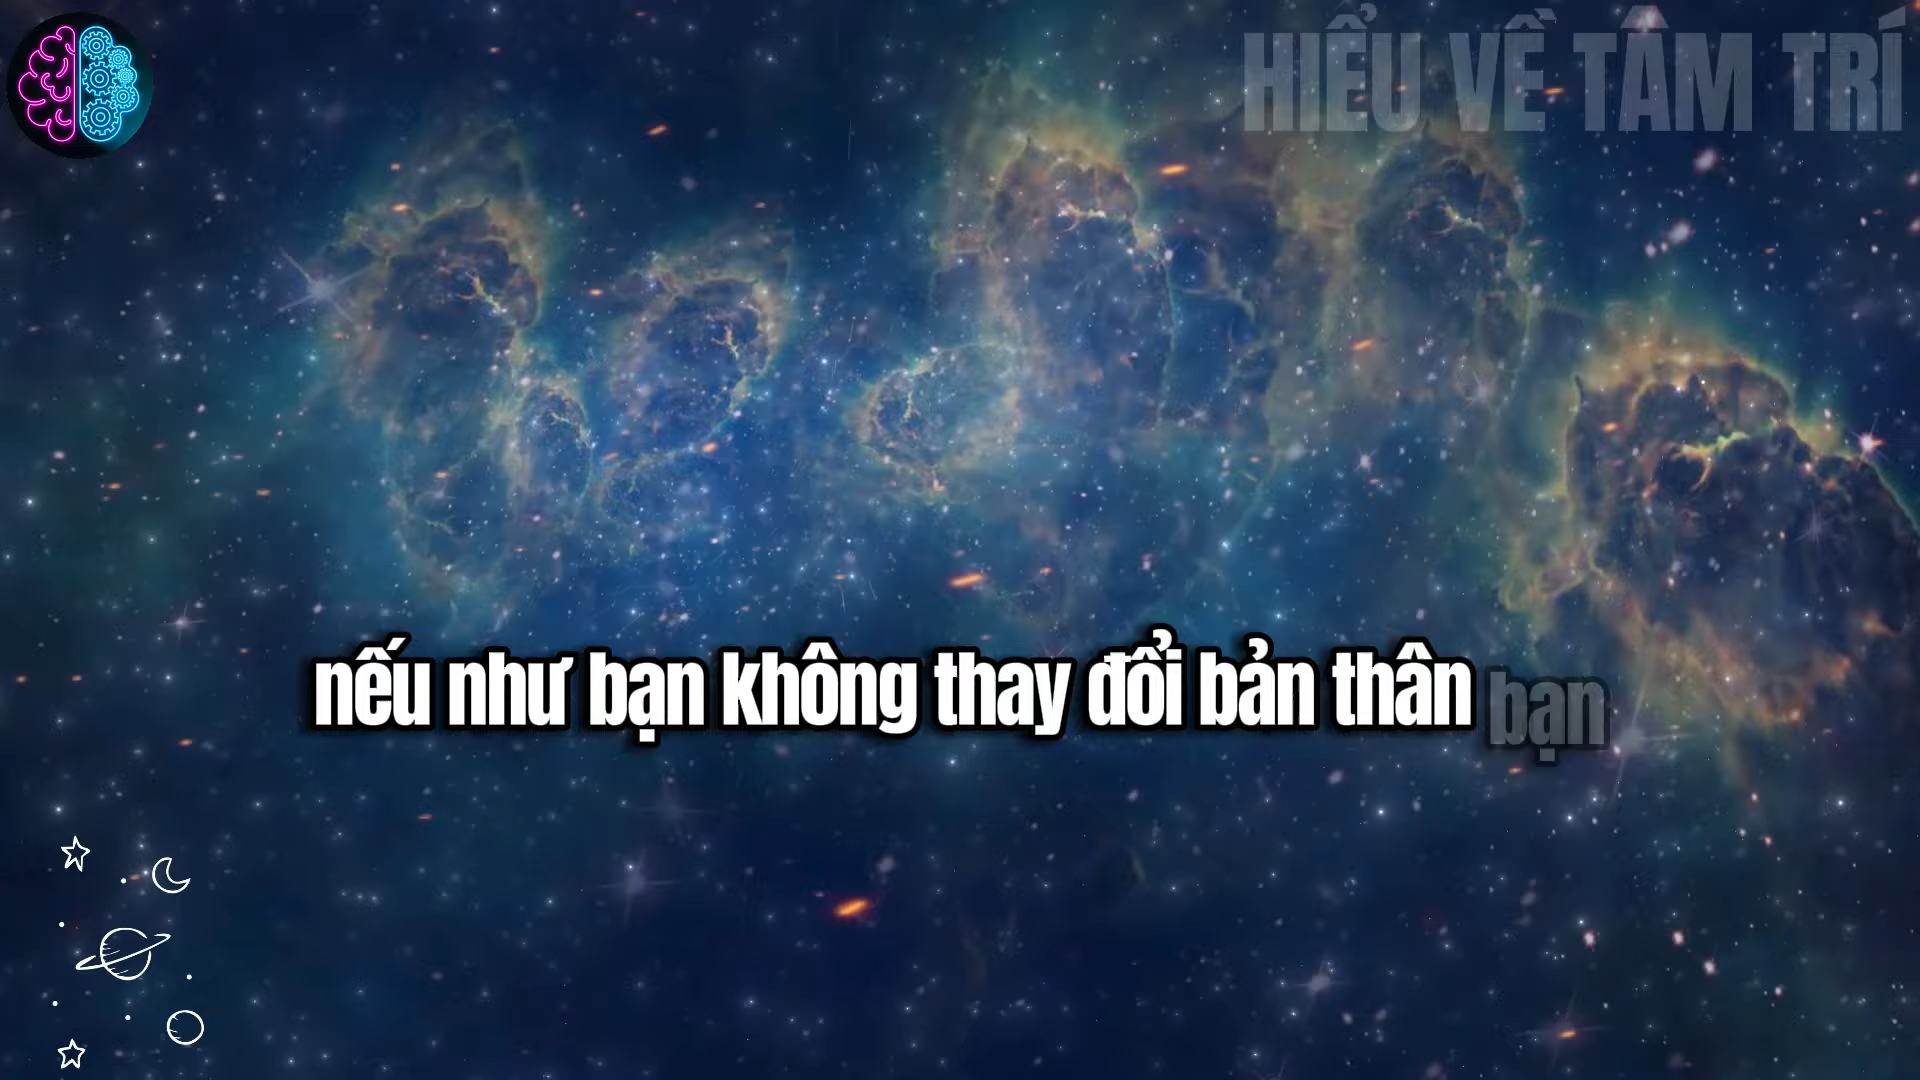 HIỂU VỀ TÂM TRÍ
nếu như bạn không thay đổi bản thân bạn